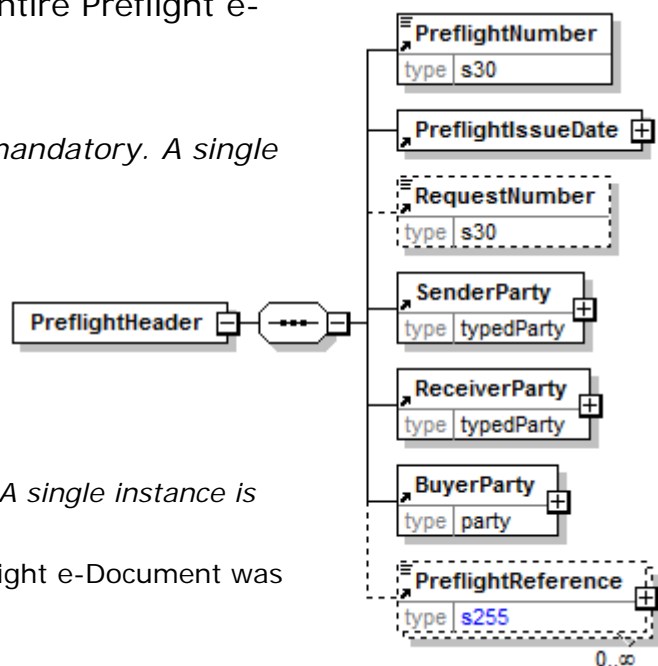 ntire Preflight e-
nandatory. A single
A single instance is
ight e-Document was
PreflightHeader
PreflightNumber
type s30
PreflightIssueDate
RequestNumber
type s30
SenderParty
type typedParty
ReceiverParty
type typedParty
BuyerParty
type party
PreflightReference
type s255
0..∞